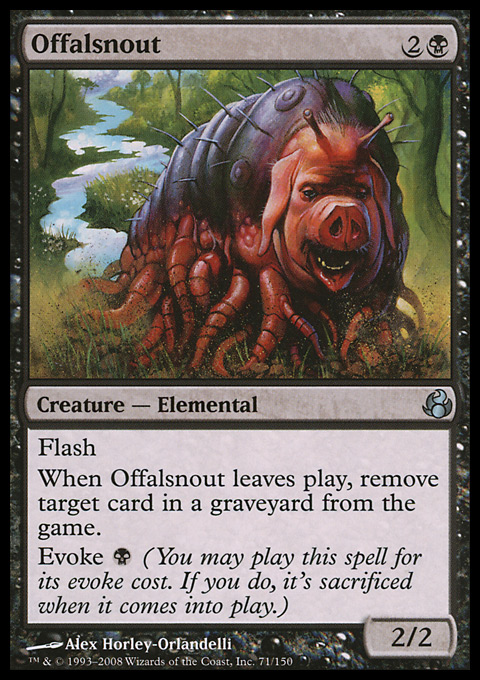 Offalsnout 2
Creature — Elemental
Flash
When Offalsnout leaves play, remove
target card in a graveyard from the
game.
Evoke (You may play this spell for
its evoke cost. If you do, it's sacrificed
when it comes into play.)
Alex Horley-Orlandelli
2/2
™ & © 1993–2008 Wizards of the Coast, Inc. 71/150